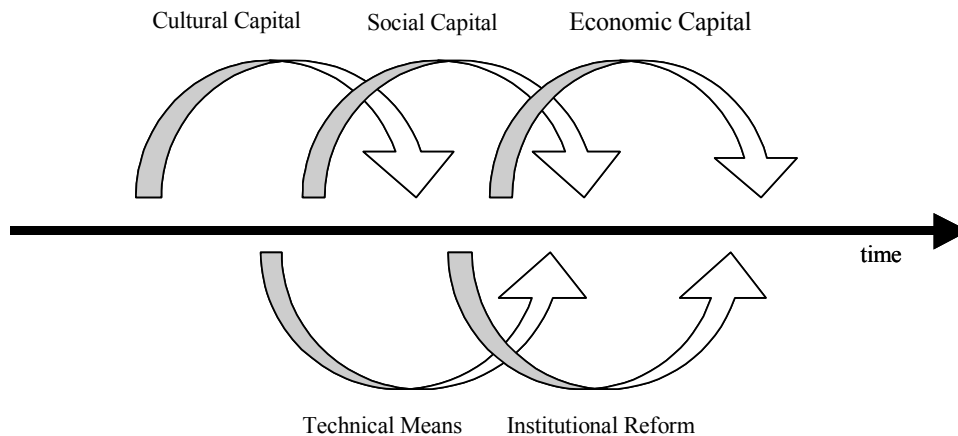 Cultural Capital
Social Capital
Economic Capital
time
Technical Means
Institutional Reform